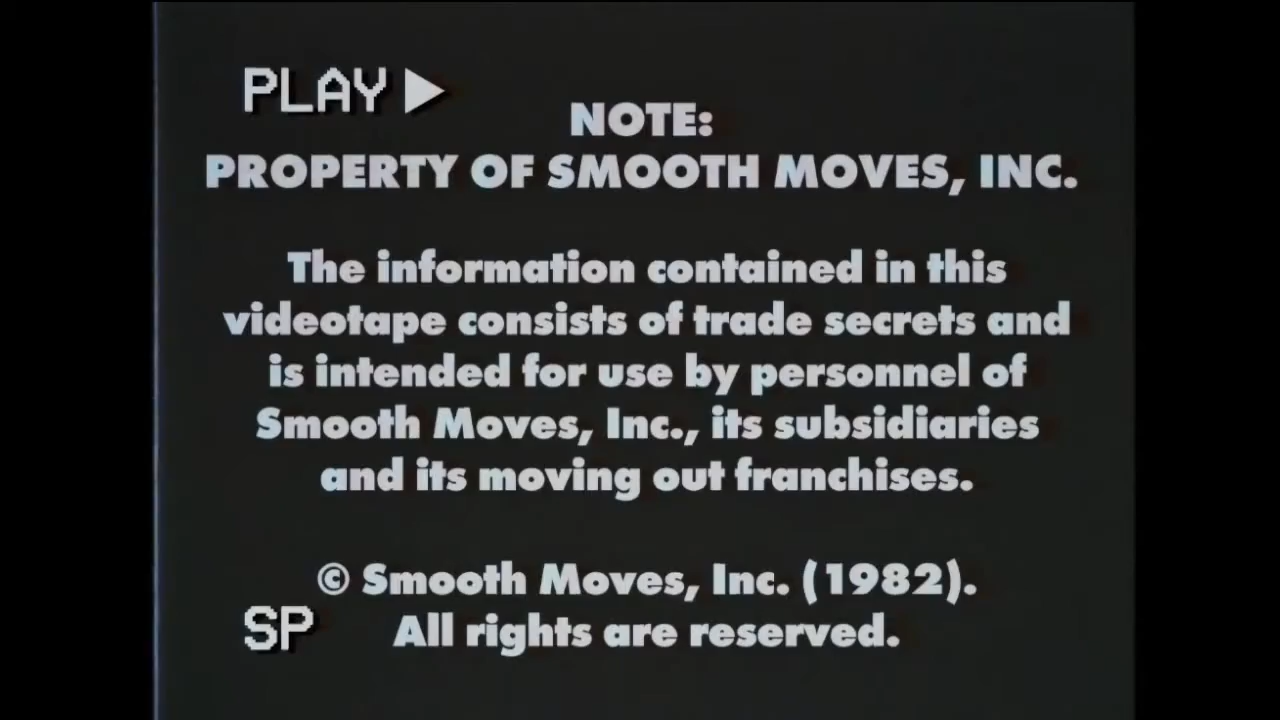 PLAY ▶
NOTE:
PROPERTY OF SMOOTH MOVES, INC.
The information contained in this
videotape consists of trade secrets and
is intended for use by personnel of
Smooth Moves, Inc., its subsidiaries
and its moving out franchises.
© Smooth Moves, Inc. (1982).
All rights are reserved.
SP